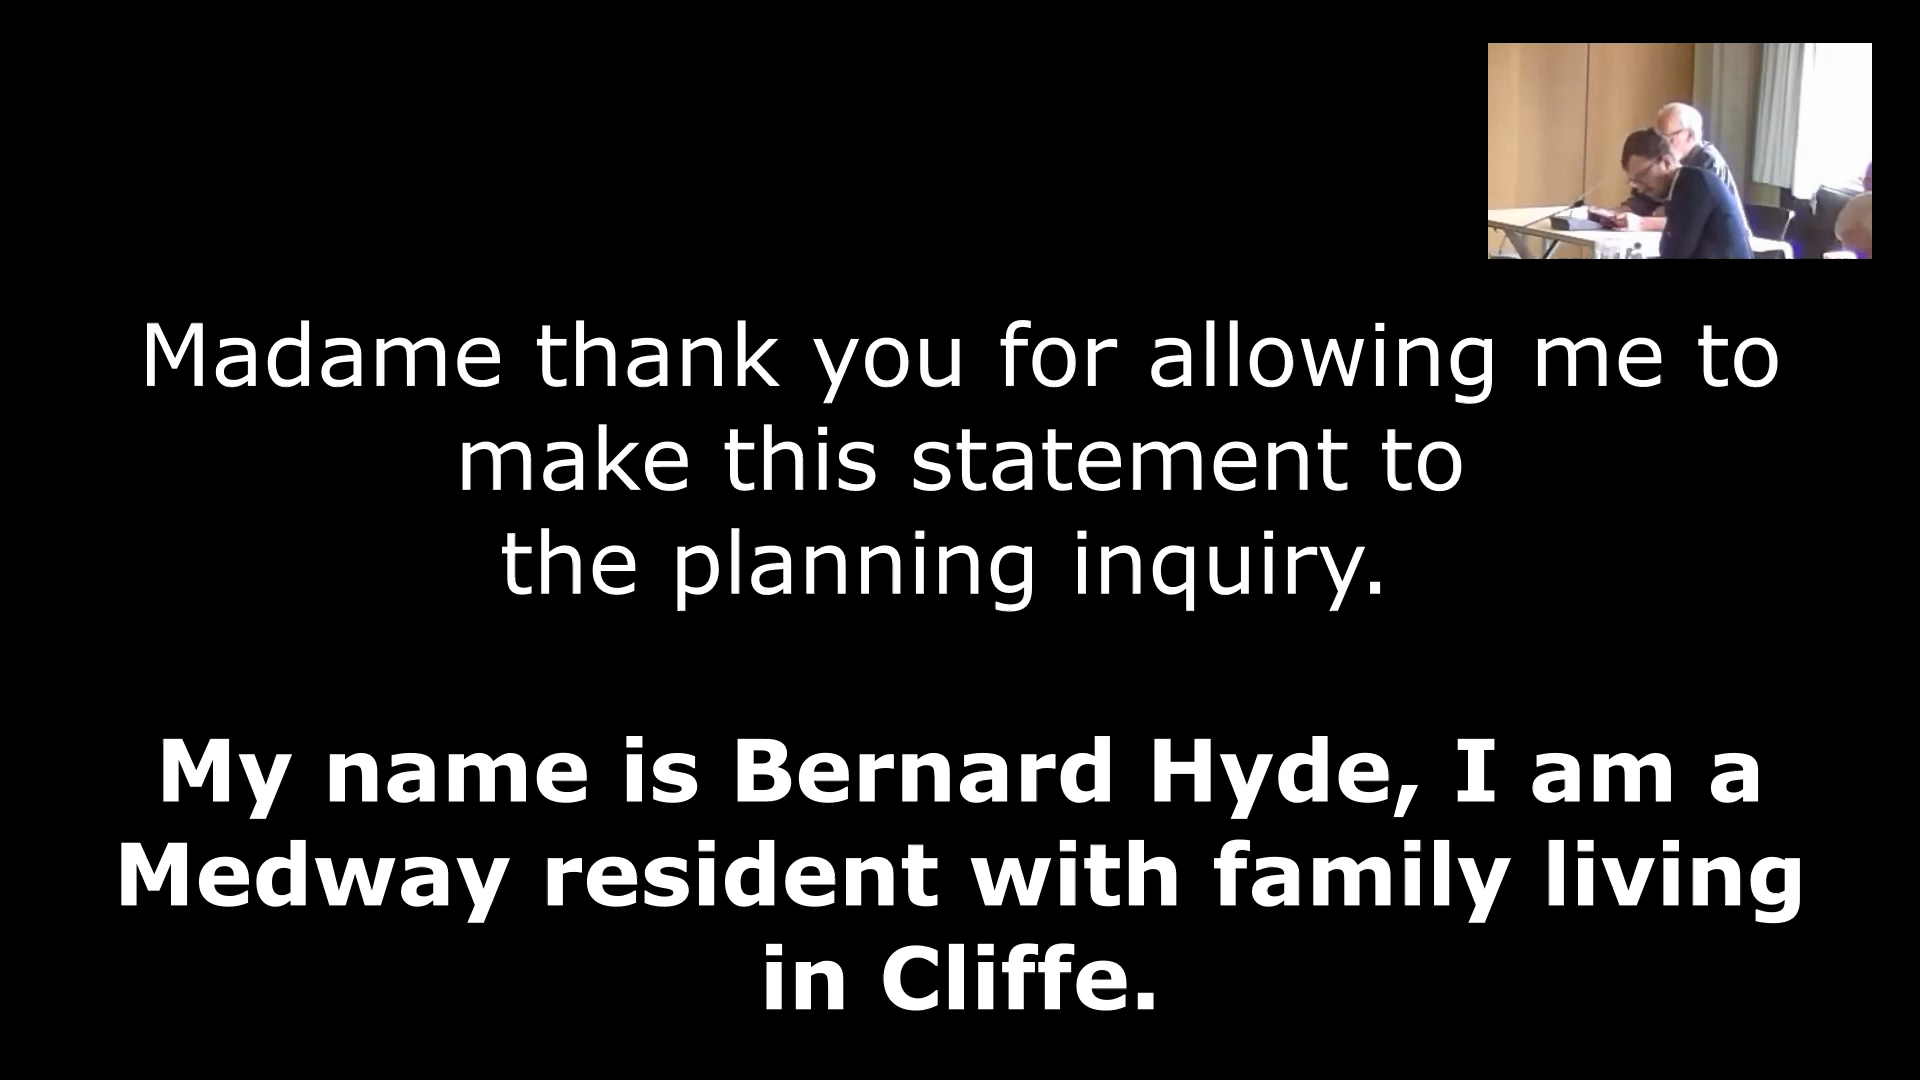 Madame thank you for allowing me to
make this statement to
the planning inquiry.
My name is Bernard Hyde, I am a
Medway resident with family living
in Cliffe.